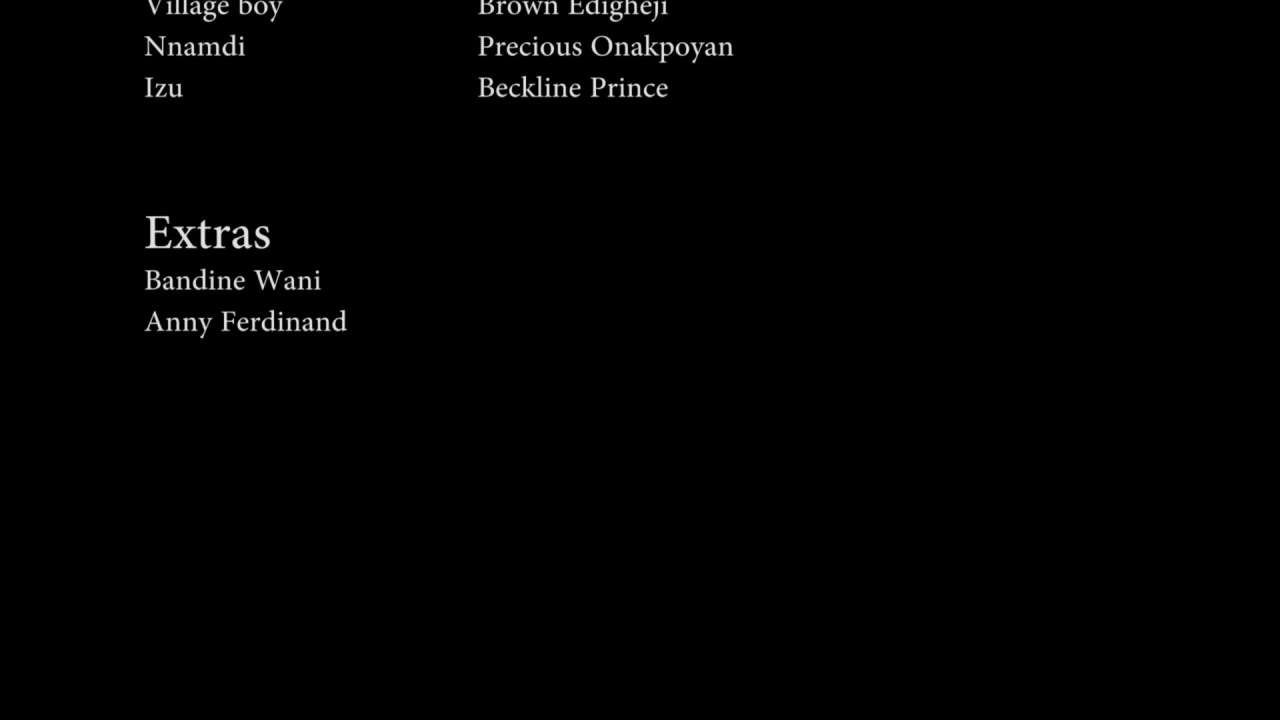 Village boy Brown Edigheji
Nnamdi Precious Onakpoyan
Izu Beckline Prince
Extras
Bandine Wani
Anny Ferdinand